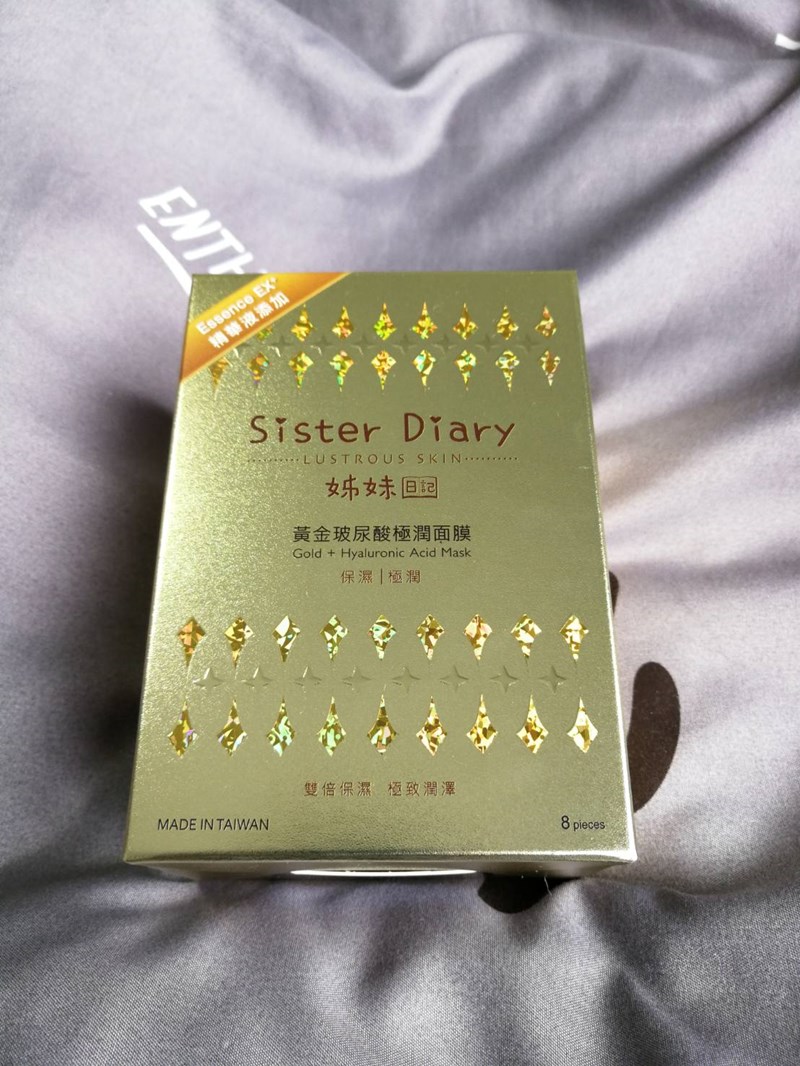 ENTH
Essence EX⁺
精華液添加
Sister Diary
LUSTROUS SKIN
姊妹日記
黃金玻尿酸極潤面膜
Gold + Hyaluronic Acid Mask
保濕|極潤
雙倍保濕 極致潤澤
MADE IN TAIWAN
8 pieces